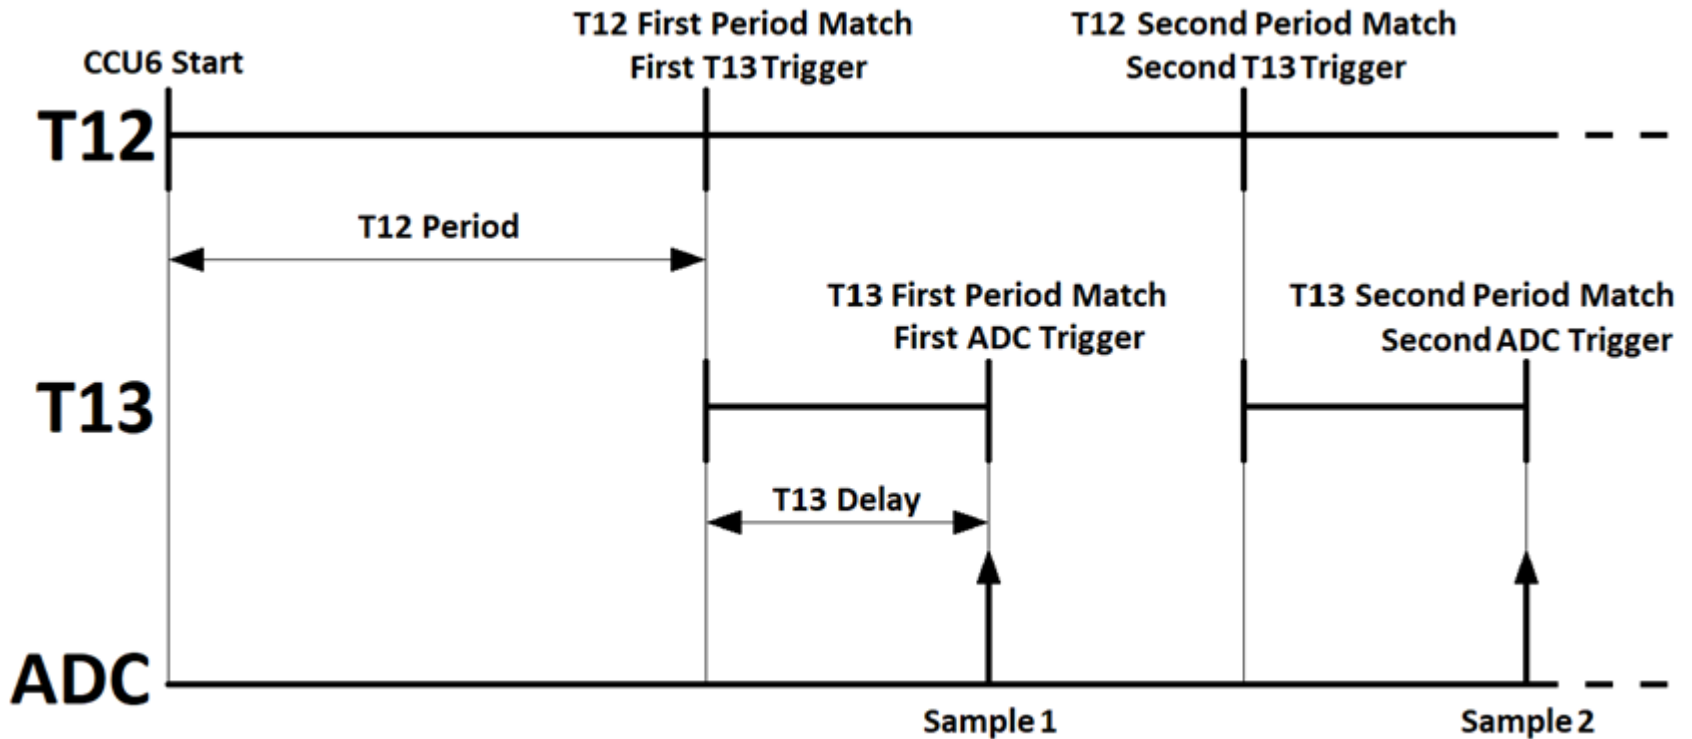 CCU6 Start
T12 First Period Match
First T13 Trigger
T12 Second Period Match
Second T13 Trigger
T12
T12 Period
T13 First Period Match
First ADC Trigger
T13 Second Period Match
Second ADC Trigger
T13
T13 Delay
ADC
Sample 1
Sample 2